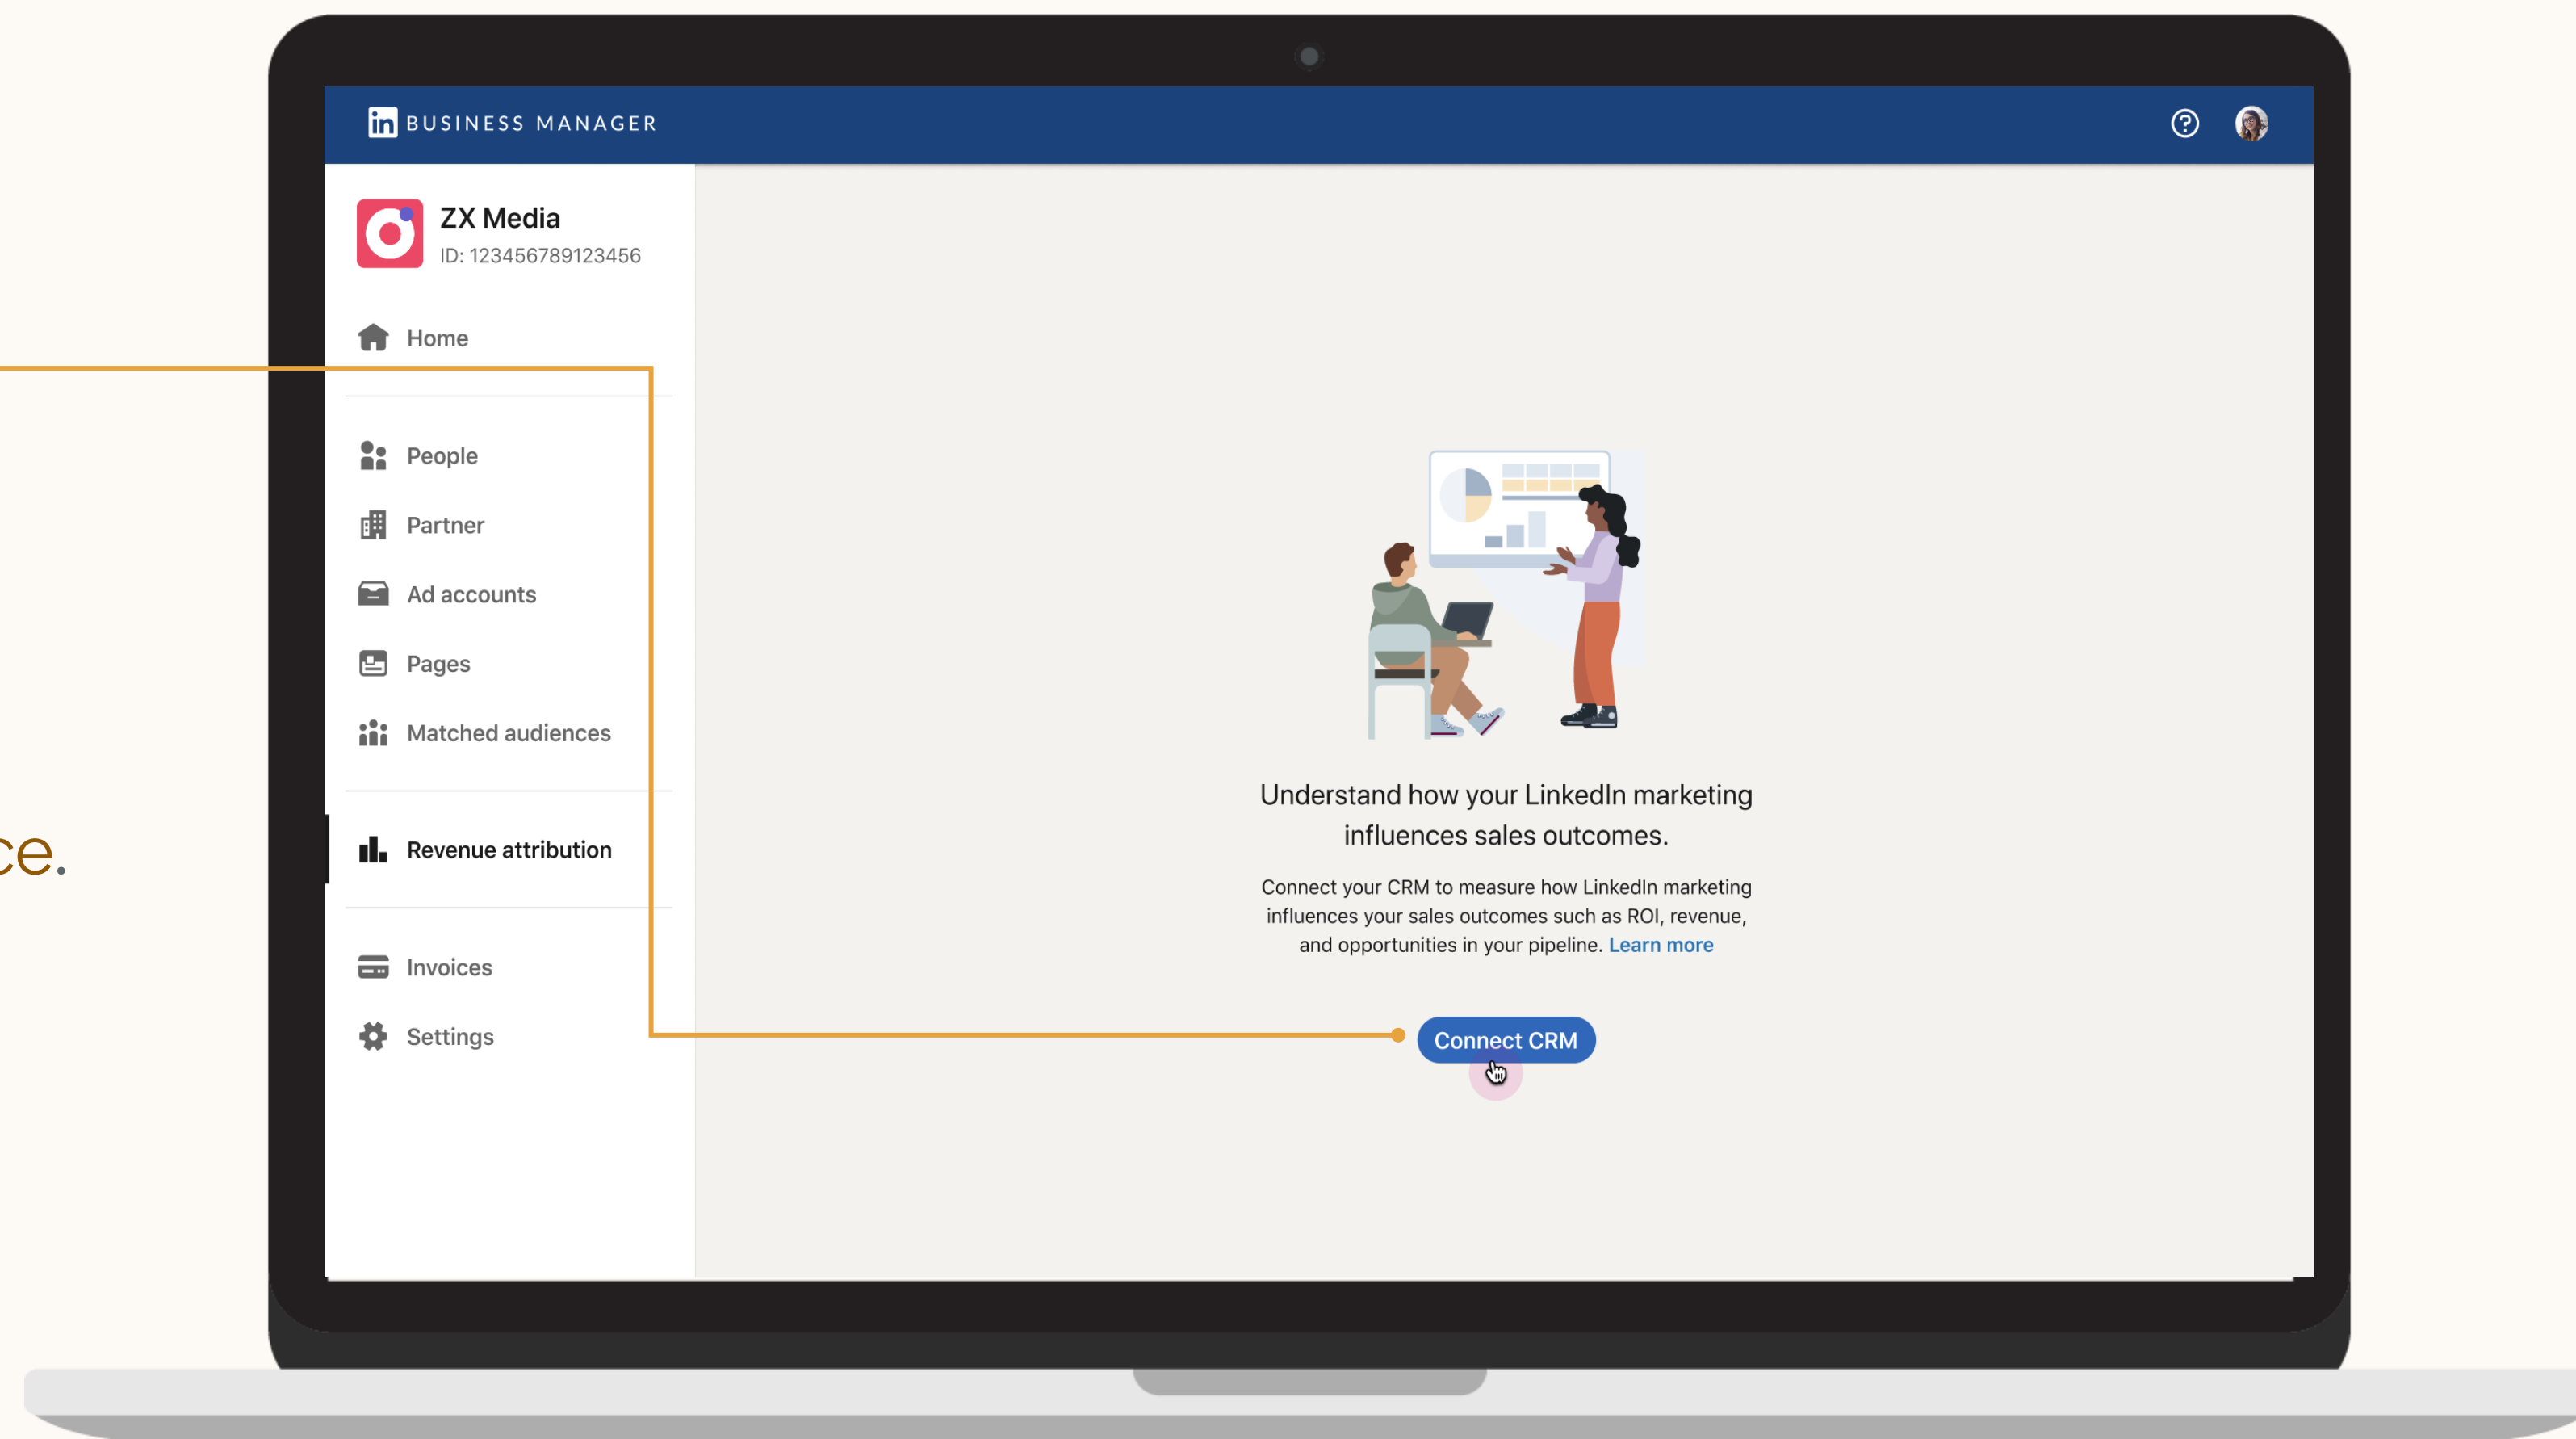 in BUSINESS MANAGER
ZX Media
ID: 123456789123456
Home
People
Partner
Ad accounts
Pages
Matched audiences
Revenue attribution
Invoices
Settings
Understand how your LinkedIn marketing
influences sales outcomes.
Connect your CRM to measure how LinkedIn marketing
influences your sales outcomes such as ROI, revenue,
and opportunities in your pipeline. Learn more
Connect CRM